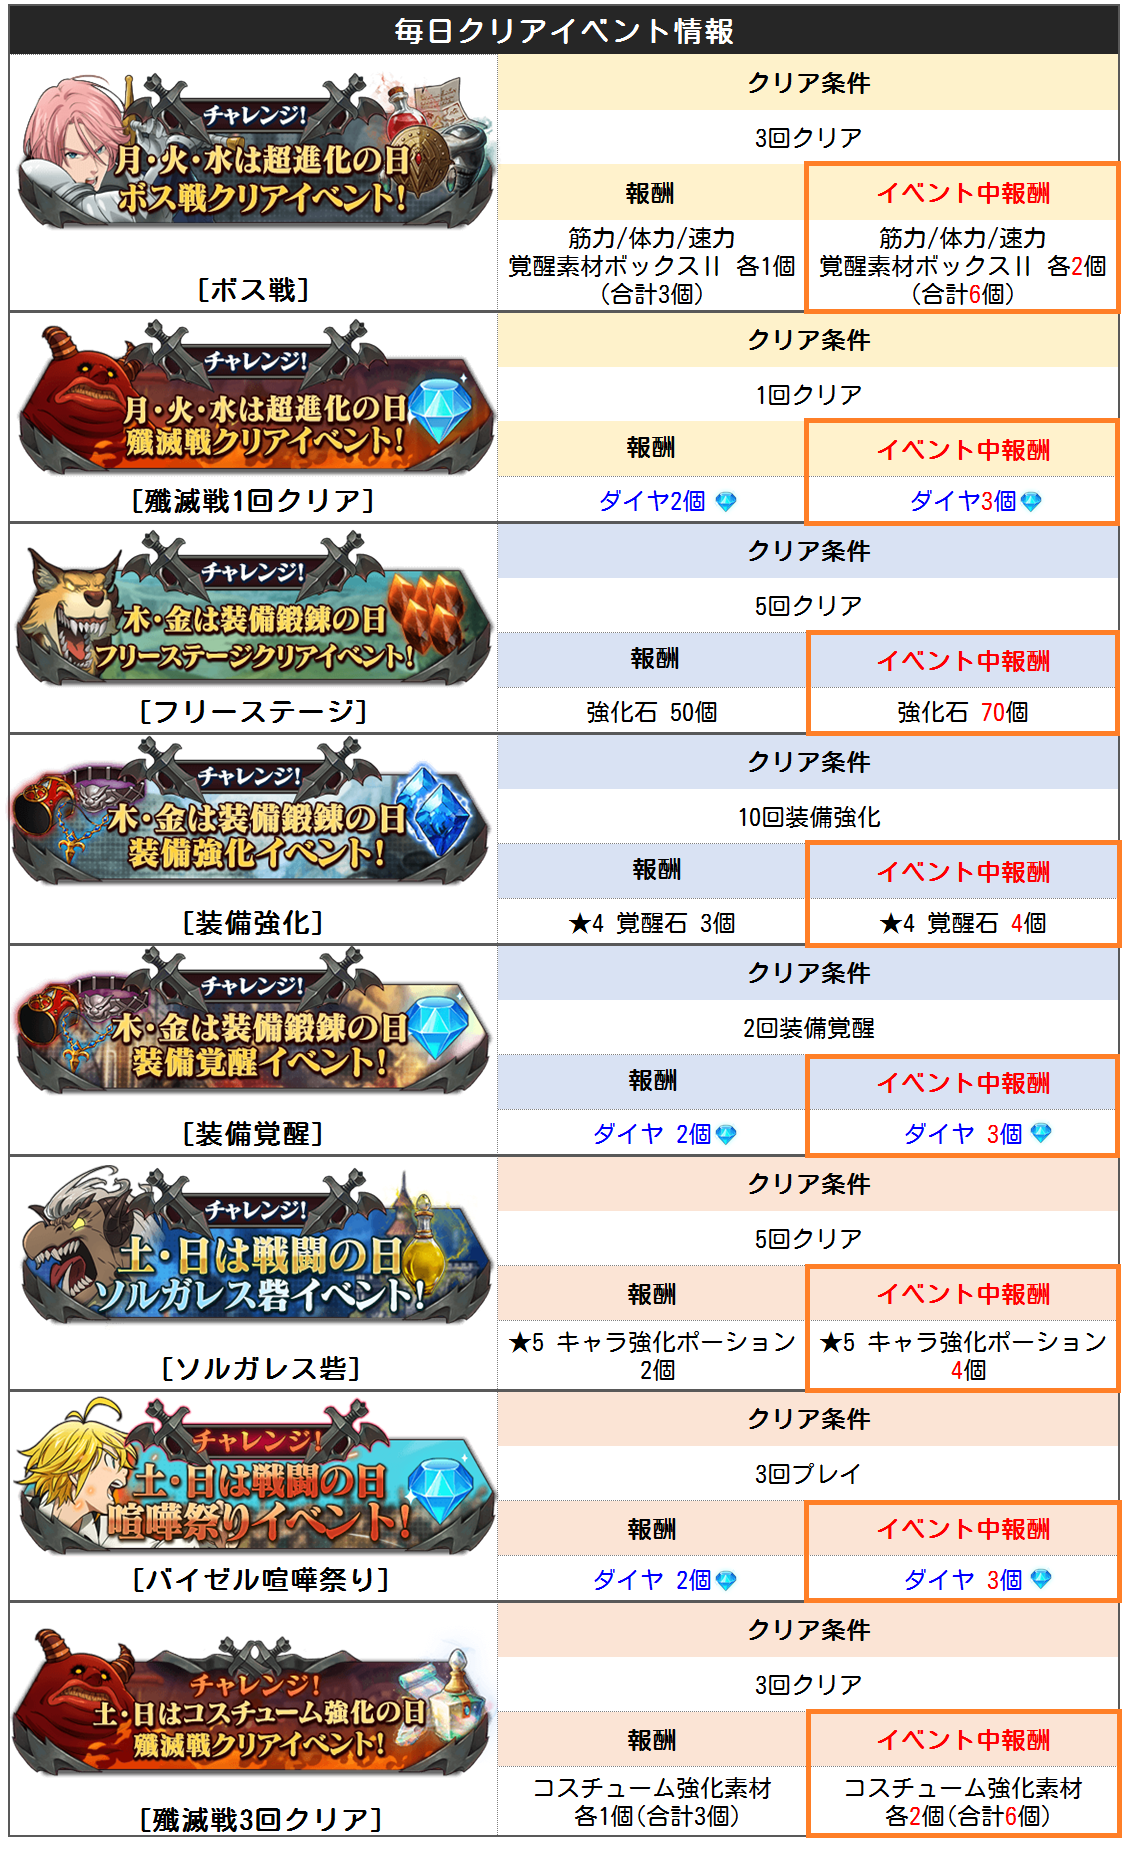 毎日クリアイベント情報
チャレンジ!
月・火・水は超進化の日
ボス戦クリアイベント!
[ボス戦]
クリア条件
3回クリア
報酬
イベント中報酬
筋力/体力/速力
覚醒素材ボックスⅡ 各1個
(合計3個)
筋力/体力/速力
覚醒素材ボックスⅡ 各2個
(合計6個)
チャレンジ!
月・火・水は超進化の日
殲滅戦クリアイベント!
[殲滅戦1回クリア]
クリア条件
1回クリア
報酬
イベント中報酬
ダイヤ2個
ダイヤ3個
チャレンジ!
木・金は装備鍛錬の日
フリーステージクリアイベント!
[フリーステージ]
クリア条件
5回クリア
報酬
イベント中報酬
強化石 50個
強化石 70個
チャレンジ!
木・金は装備鍛錬の日
装備強化イベント!
[装備強化]
クリア条件
10回装備強化
報酬
イベント中報酬
★4 覚醒石 3個
★4 覚醒石 4個
チャレンジ!
木・金は装備鍛錬の日
装備覚醒イベント!
[装備覚醒]
クリア条件
2回装備覚醒
報酬
イベント中報酬
ダイヤ 2個
ダイヤ 3個
チャレンジ!
土・日は戦闘の日
ソルガレス砦イベント!
[ソルガレス砦]
クリア条件
5回クリア
報酬
イベント中報酬
★5 キャラ強化ポーション
2個
★5 キャラ強化ポーション
4個
チャレンジ!
土・日は戦闘の日
喧嘩祭りイベント!
[バイゼル喧嘩祭り]
クリア条件
3回プレイ
報酬
イベント中報酬
ダイヤ 2個
ダイヤ 3個
チャレンジ!
土・日はコスチューム強化の日
殲滅戦クリアイベント!
[殲滅戦3回クリア]
クリア条件
3回クリア
報酬
イベント中報酬
コスチューム強化素材
各1個(合計3個)
コスチューム強化素材
各2個(合計6個)